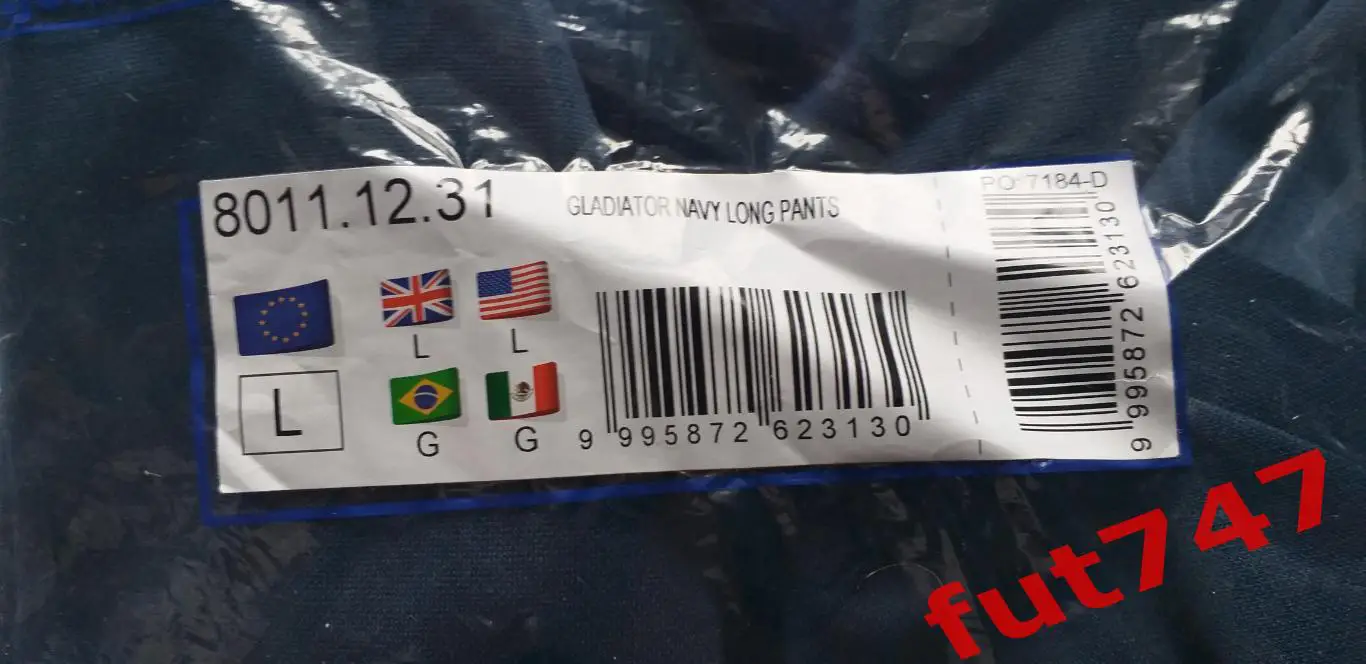 8011.12.31
GLADIATOR NAVY LONG PANTS
PO 7184-D
L
L
L
G
G
9 995872 623130
9 995872 623130
fut747